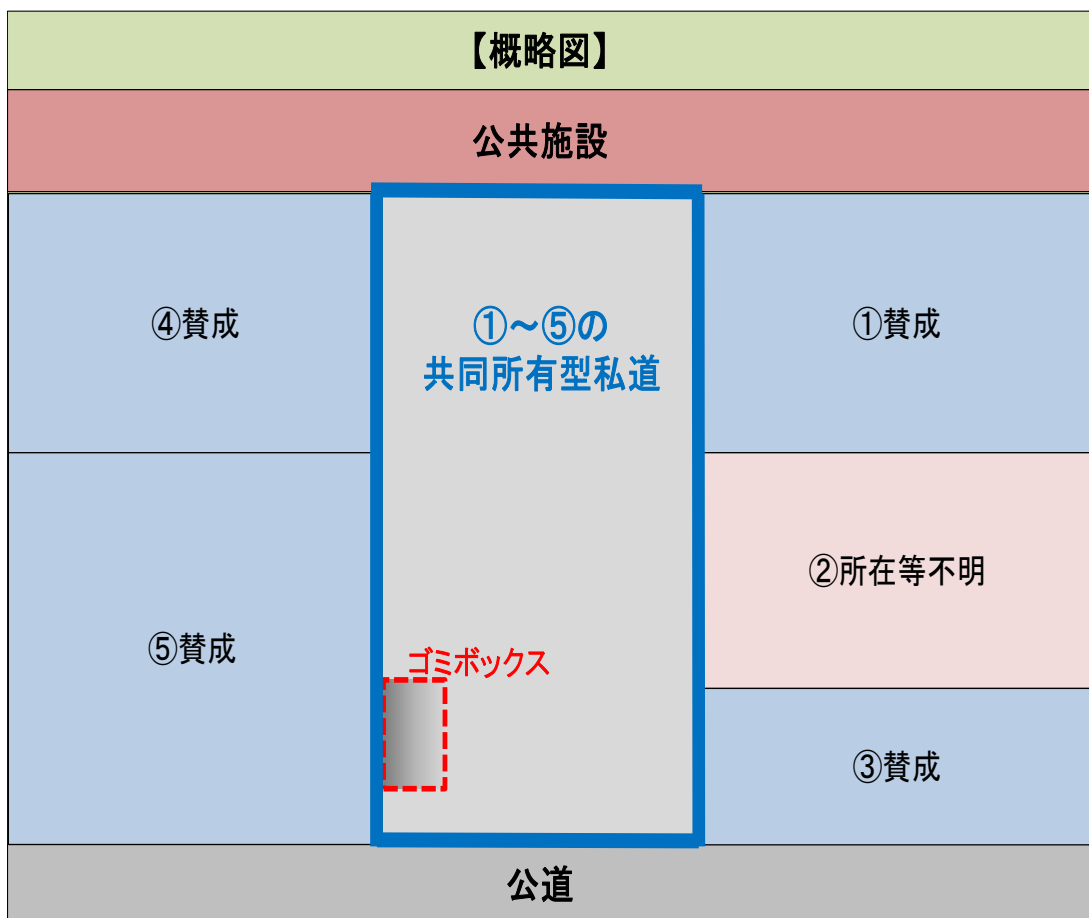 【概略図】
公共施設
④賛成
①~⑤の
共同所有型私道
①賛成
②所在等不明
⑤賛成
ゴミボックス
③賛成
公道